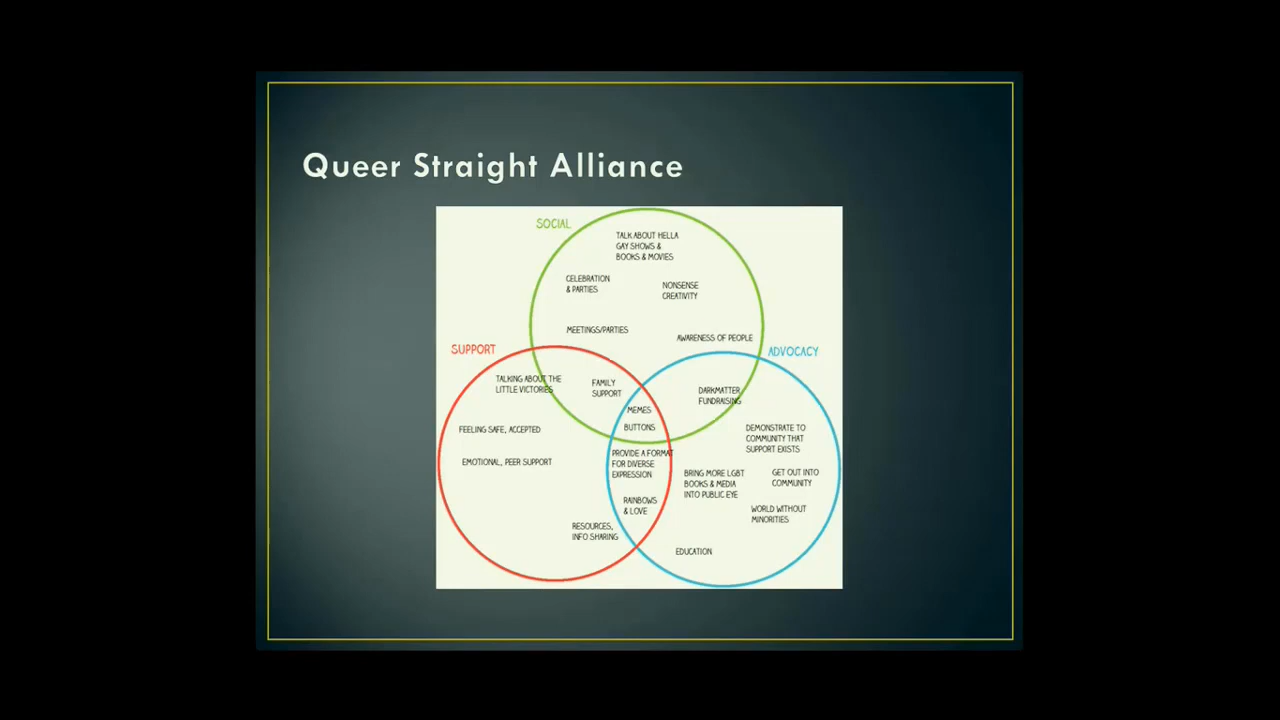 Queer Straight Alliance
SOCIAL
TALK ABOUT HELLA
GAY SHOWS &
BOOKS & MOVIES
CELEBRATION
& PARTIES
NONSENSE
CREATIVITY
MEETINGS/PARTIES
AWARENESS OF PEOPLE
SUPPORT
ADVOCACY
TALKING ABOUT THE
LITTLE VICTORIES
FAMILY
SUPPORT
DARKMATTER
FUNDRAISING
MEMES
BUTTONS
FEELING SAFE, ACCEPTED
EMOTIONAL, PEER SUPPORT
PROVIDE A FORMAT
FOR DIVERSE
EXPRESSION
DEMONSTRATE TO
COMMUNITY THAT
SUPPORT EXISTS
BRING MORE LGBT
BOOKS & MEDIA
INTO PUBLIC EYE
GET OUT INTO
COMMUNITY
RAINBOWS
& LOVE
WORLD WITHOUT
MINORITIES
RESOURCES,
INFO SHARING
EDUCATION